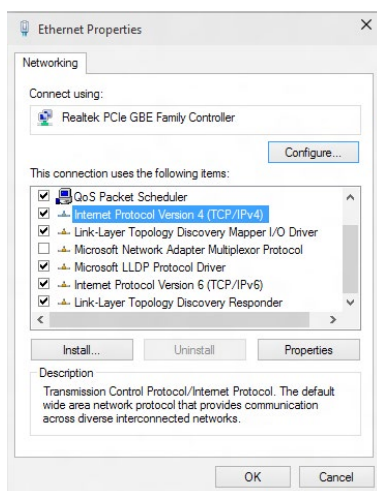 Ethernet Properties
Networking
Connect using:
Realtek PCIe GBE Family Controller
Configure...
This connection uses the following items:
QoS Packet Scheduler
Internet Protocol Version 4 (TCP/IPv4)
Link-Layer Topology Discovery Mapper I/O Driver
Microsoft Network Adapter Multiplexor Protocol
Microsoft LLDP Protocol Driver
Internet Protocol Version 6 (TCP/IPv6)
Link-Layer Topology Discovery Responder
Install... Uninstall Properties
Description
Transmission Control Protocol/Internet Protocol. The default
wide area network protocol that provides communication
across diverse interconnected networks.
OK Cancel